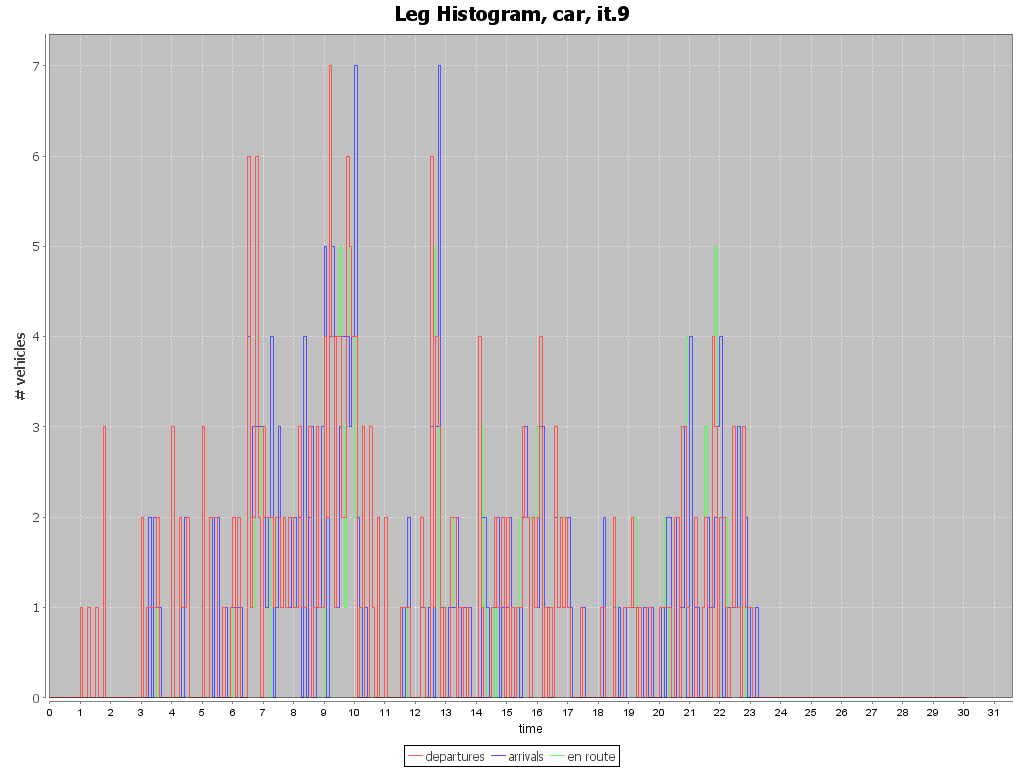 Leg Histogram, car, it.9
# vehicles
7
6
5
4
3
2
1
0
0 1 2 3 4 5 6 7 8 9 10 11 12 13 14 15 16 17 18 19 20 21 22 23 24 25 26 27 28 29 30 31
time
departures arrivals en route